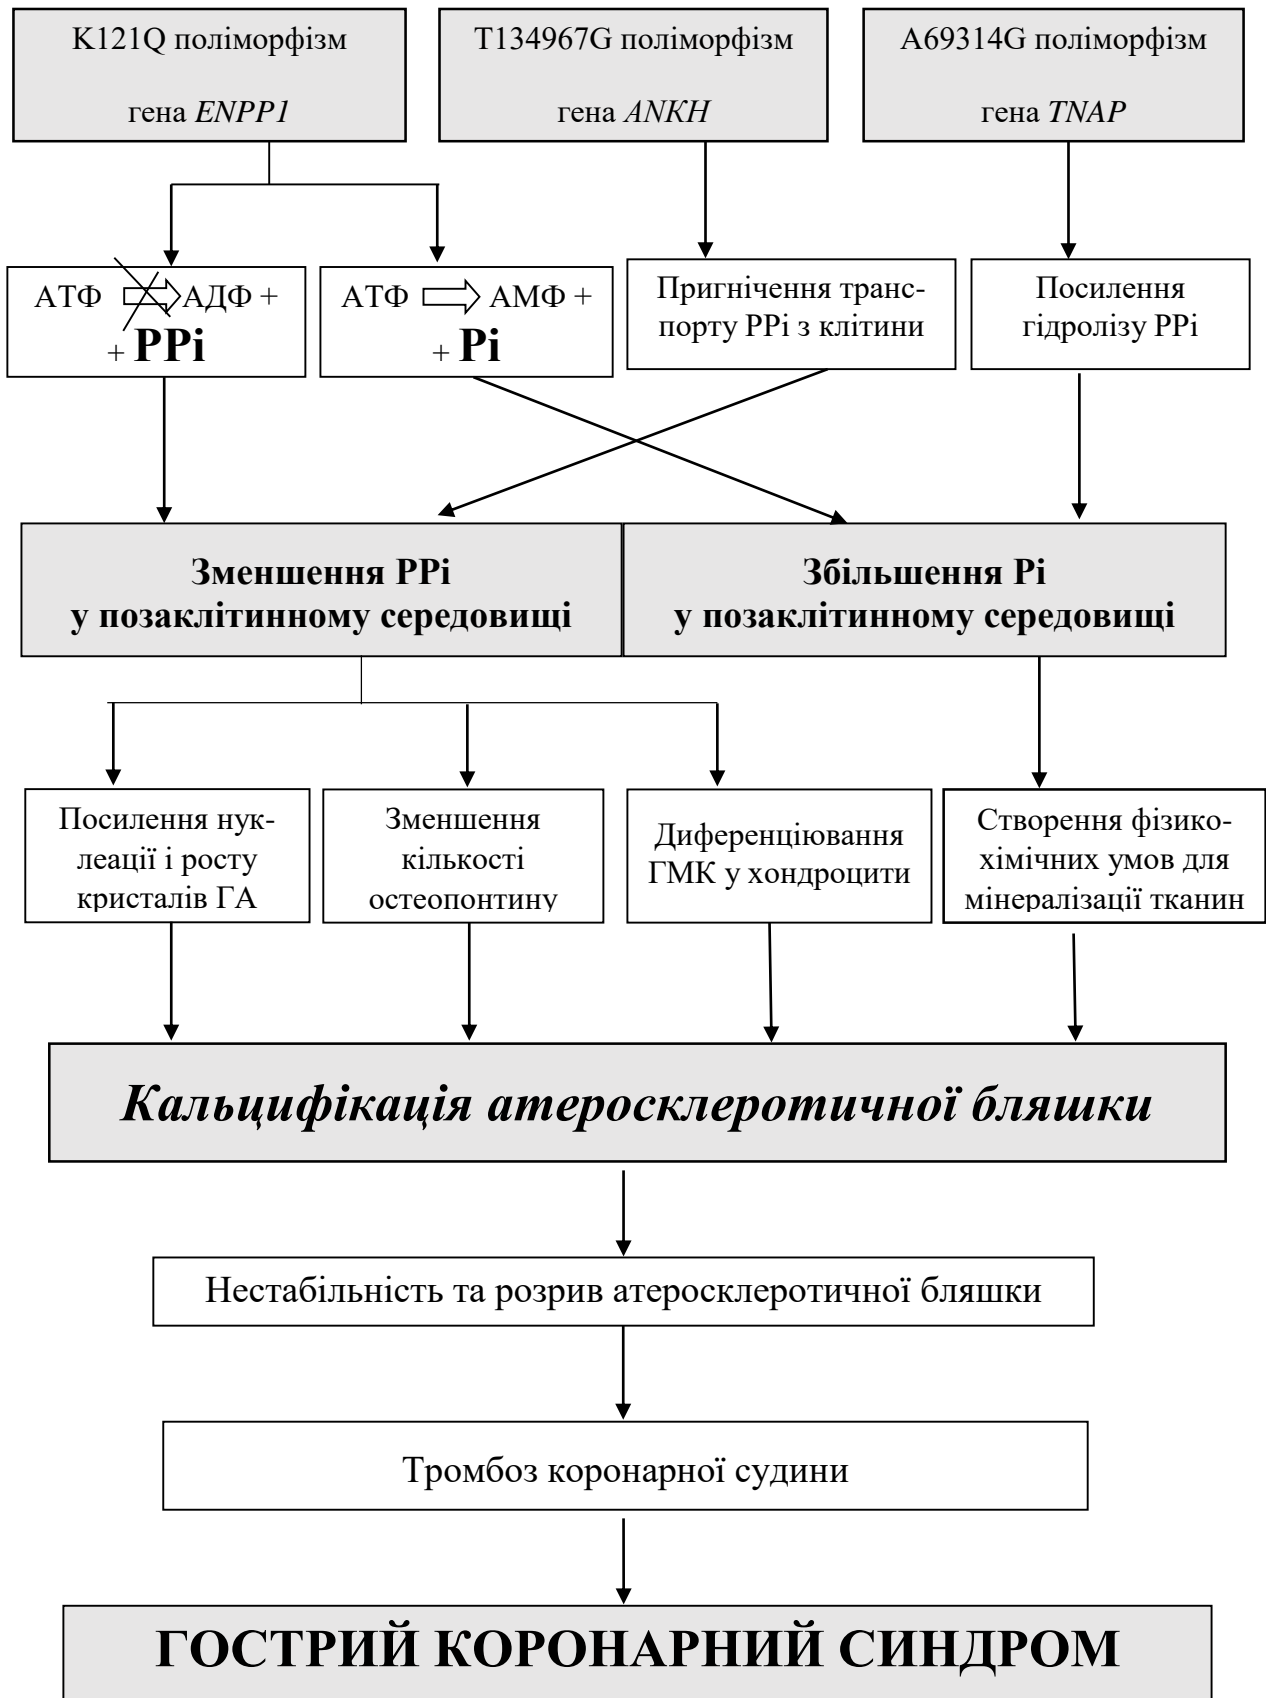 К121Q поліморфізм
гена ENPP1
Т134967G поліморфізм
гена ANKH
А69314G поліморфізм
гена TNAP
АТФ АДФ +
+ PPi
АТФ АМФ +
+ Pi
Пригнічення транс-
порту PPi з клітини
Посилення
гідролізу PPi
Зменшення PPi
у позаклітинному середовищі
Збільшення Pi
у позаклітинному середовищі
Посилення нук-
леації і росту
кристалів ГА
Зменшення
кількості
остеопонтину
Диференціювання
ГМК у хондроцити
Створення фізико-
хімічних умов для
мінералізації тканин
Кальцифікація атеросклеротичної бляшки
Нестабільність та розрив атеросклеротичної бляшки
Тромбоз коронарної судини
ГОСТРИЙ КОРОНАРНИЙ СИНДРОМ